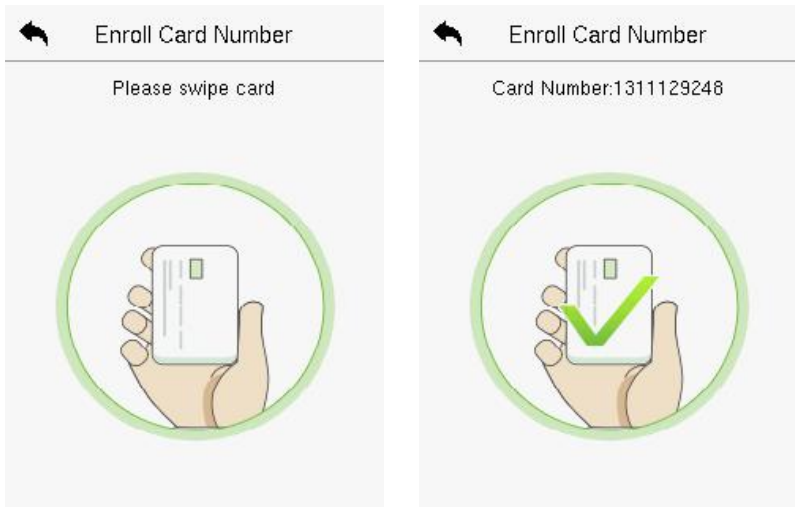 Enroll Card Number
Please swipe card
Enroll Card Number
Card Number:1311129248